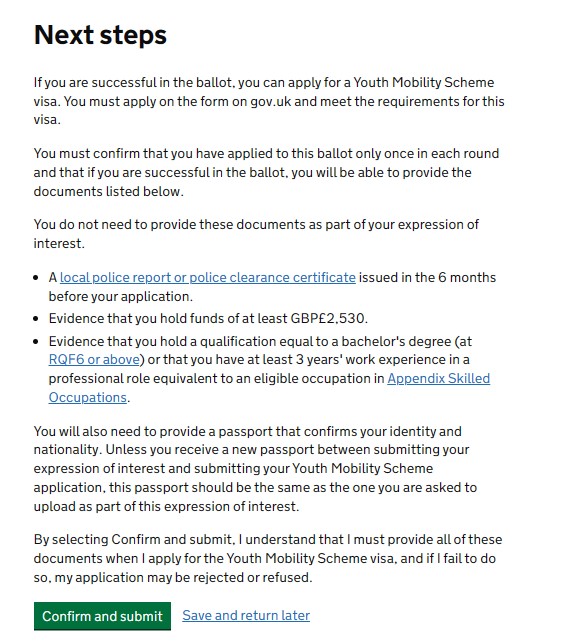 Next steps
If you are successful in the ballot, you can apply for a Youth Mobility Scheme
visa. You must apply on the form on gov.uk and meet the requirements for this
visa.
You must confirm that you have applied to this ballot only once in each round
and that if you are successful in the ballot, you will be able to provide the
documents listed below.
You do not need to provide these documents as part of your expression of
interest.
• A local police report or police clearance certificate issued in the 6 months
before your application.
• Evidence that you hold funds of at least GBP£2,530.
• Evidence that you hold a qualification equal to a bachelor's degree (at
RQF6 or above) or that you have at least 3 years' work experience in a
professional role equivalent to an eligible occupation in Appendix Skilled
Occupations.
You will also need to provide a passport that confirms your identity and
nationality. Unless you receive a new passport between submitting your
expression of interest and submitting your Youth Mobility Scheme
application, this passport should be the same as the one you are asked to
upload as part of this expression of interest.
By selecting Confirm and submit, I understand that I must provide all of these
documents when I apply for the Youth Mobility Scheme visa, and if I fail to do
so, my application may be rejected or refused.
Confirm and submit Save and return later